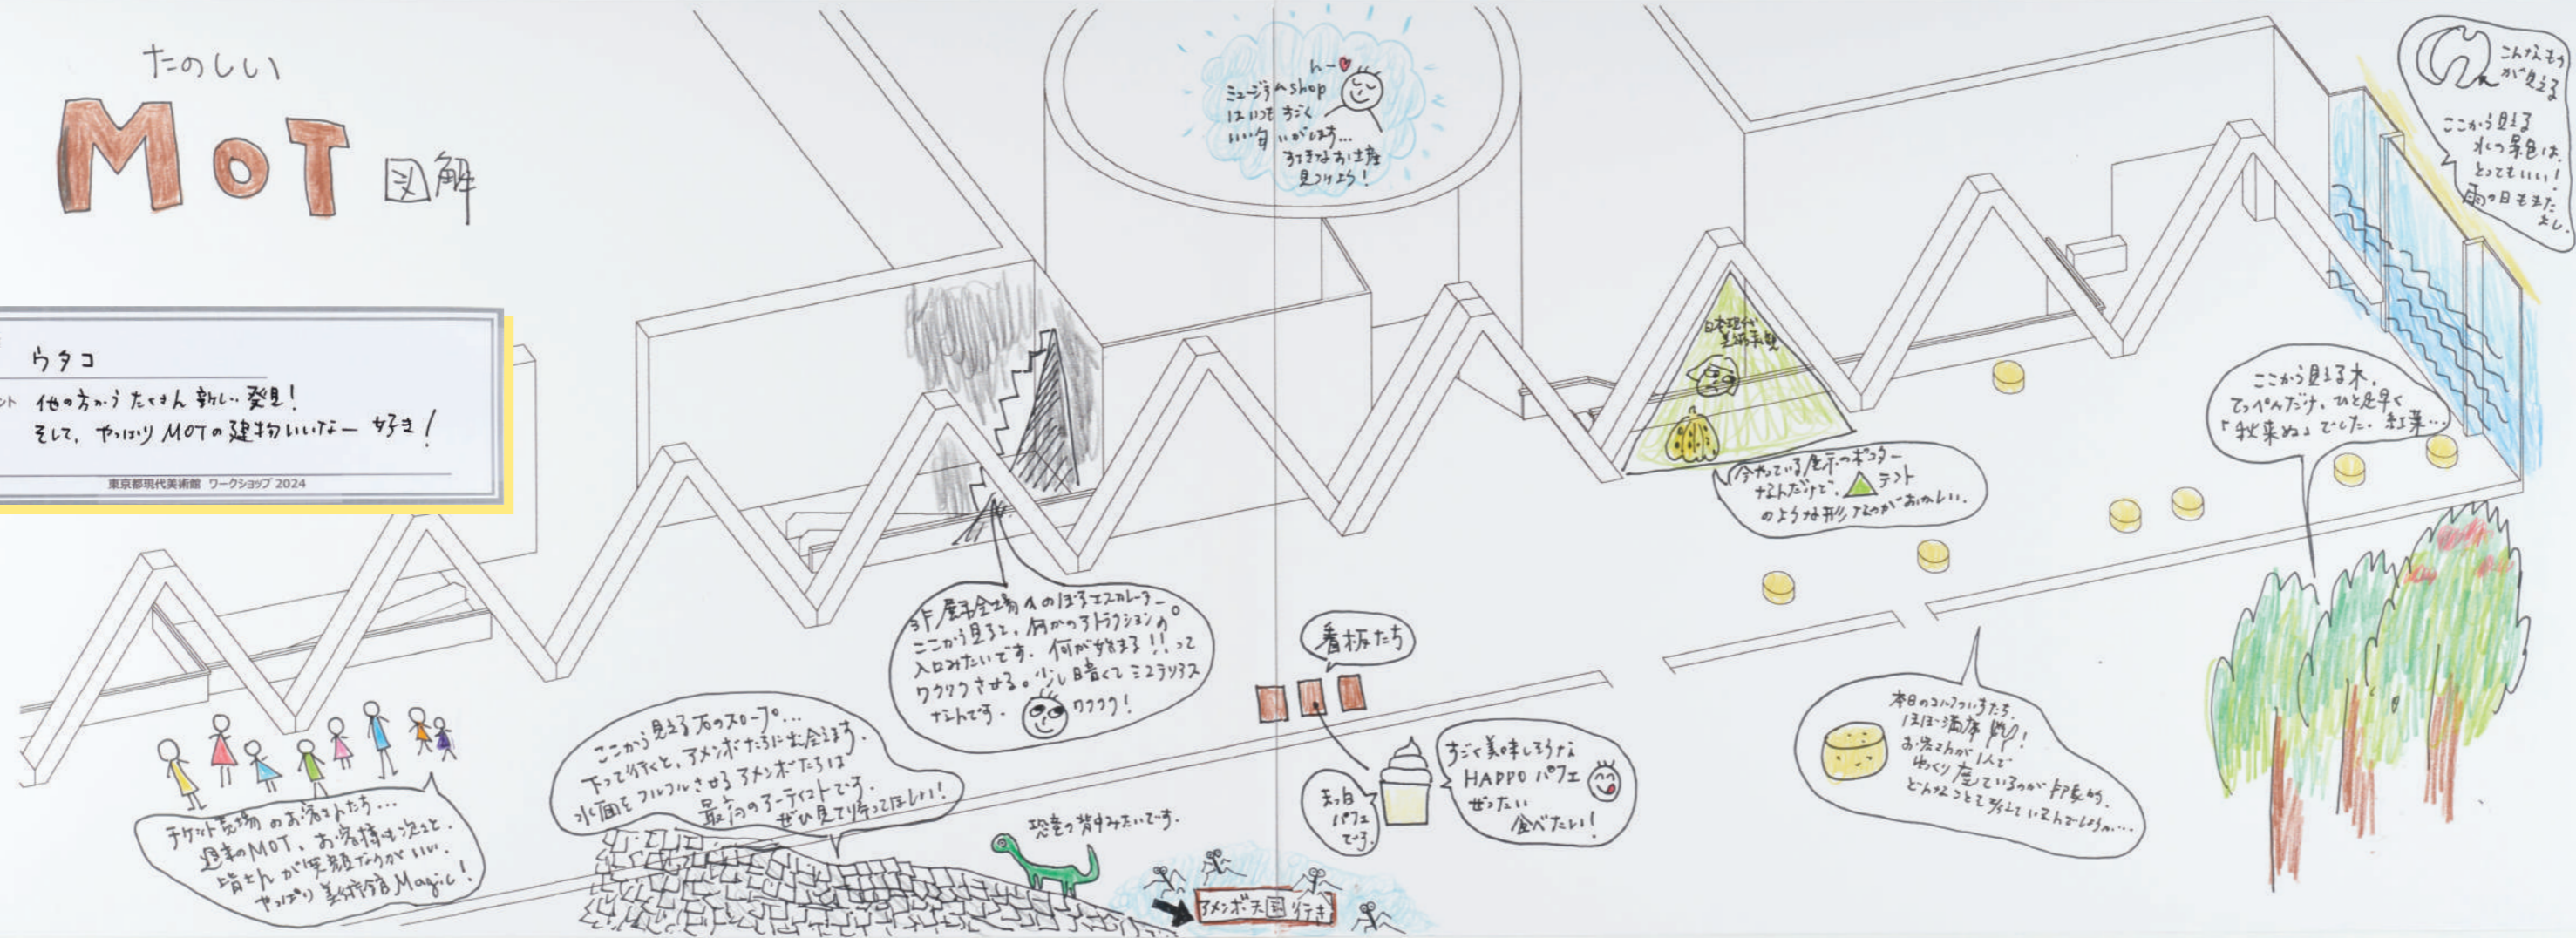 たのしい
MOT 図解
ウタコ
他の方からたくさん新しい発見！
そして、やっぱりMOTの建物いいなー 好き！
東京都現代美術館 ワークショップ 2024
んー
ミュージアムshop
はいつもすごく
いい匂いがします…
すてきなお土産
見つけよう！
こんなもの
が見える
ここから見える
水の景色は、
とってもいい！
雨の日もまた
よし。
日本現代
美術私観
今やっている展示のポスター
なんだけど、テント
のような形なのがおかしい。
ここから見える木。
てっぺんだけ、ひと足早く
「秋来ぬ」でした。紅葉…
展示会場へのぼるエスカレーター。
ここから見ると、何かのアトラクションの
入口みたいです。何が始まる!!って
ワクワクさせる。少し暗くてミステリアス
なんです。
ワクワク！
看板たち
すごく美味しそうな
HAPPO パフェ
ぜったい
食べたい！
まっ白
パフェ
です。
本日のコルクいすたち。
ほぼ満席！
お客さんが1人で
ゆっくり座っているのが印象的。
ここから見える石のスロープ…
下って行くと、アメンボたちに出会えます。
水面をフルフルさせるアメンボたちは
最高のアーティストです。
ぜひ見て帰ってほしい！
チケット売場のお客さんたち…
週末のMOT、お客様も次々と。
皆さんが笑顔なのがいい。
やっぱり美術館Magic！
恐竜の背中みたいです。
アメンボ天国行き